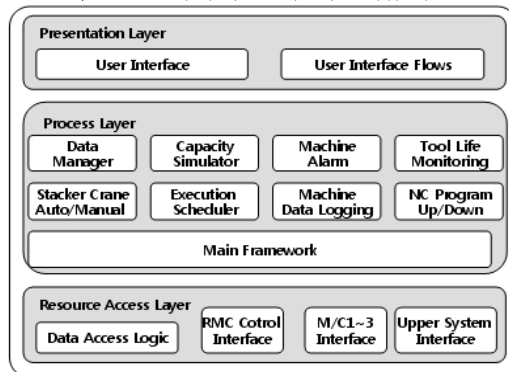 Presentation Layer
User Interface
User Interface Flows
Process Layer
Data
Manager
Capacity
Simulator
Machine
Alarm
Tool Life
Monitoring
Stacker Crane
Auto/Manual
Execution
Scheduler
Machine
Data Logging
NC Program
Up/Down
Main Framework
Resource Access Layer
Data Access Logic
RMC Cotrol
Interface
M/C1~3
Interface
Upper System
Interface